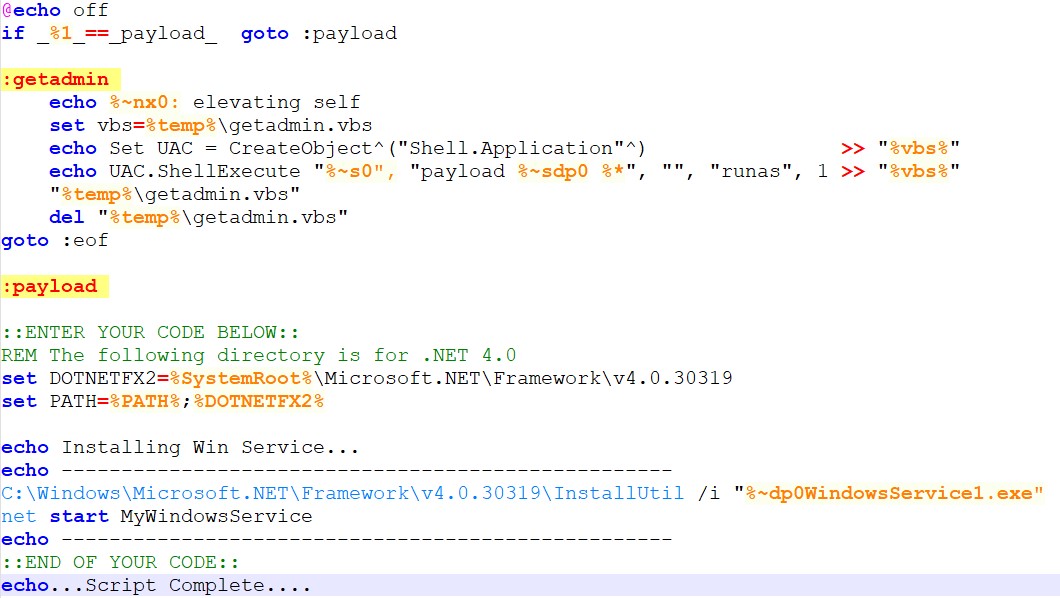 @echo off
if _%1_==_payload_  goto :payload

:getadmin
    echo %~nx0: elevating self
    set vbs=%temp%\getadmin.vbs
    echo Set UAC = CreateObject^("Shell.Application"^)                >> "%vbs%"
    echo UAC.ShellExecute "%~s0", "payload %~sdp0 %*", "", "runas", 1 >> "%vbs%"
    "%temp%\getadmin.vbs"
    del "%temp%\getadmin.vbs"
goto :eof

:payload

::ENTER YOUR CODE BELOW::
REM The following directory is for .NET 4.0
set DOTNETFX2=%SystemRoot%\Microsoft.NET\Framework\v4.0.30319
set PATH=%PATH%;%DOTNETFX2%

echo Installing Win Service...
echo ---------------------------------------------------
C:\Windows\Microsoft.NET\Framework\v4.0.30319\InstallUtil /i "%~dp0WindowsService1.exe"
net start MyWindowsService
echo ---------------------------------------------------
::END OF YOUR CODE::
echo...Script Complete....